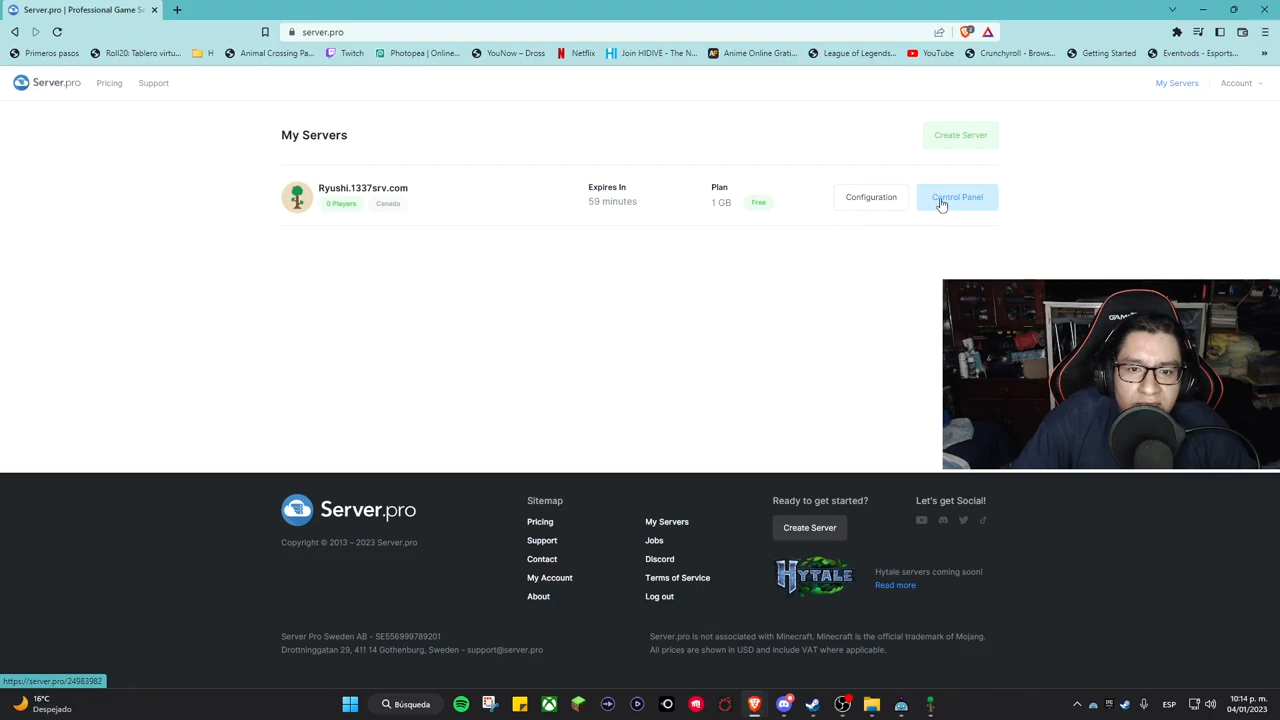 Server.pro | Professional Game Se
server.pro
Primeros pasos
Roll20: Tablero virtu...
H
Create an emote - T...
Twitch
Photopea | Online...
YouNow – Dross
Netflix
Join HIDIVE - The N...
Anime Online Grati...
League of Legends...
YouTube
Crunchyroll - Brows...
Getting Started
Eventvods - Esports...
»
Server.pro
Pricing
Support
My Servers
Account
My Servers
Create Server
Ryushi.1337srv.com
0 Players
Canada
Expires In
59 minutes
Plan
1 GB
Free
Configuration
Control Panel
Server.pro
Copyright © 2013 – 2023 Server.pro
Sitemap
Pricing
Support
Contact
My Account
About
My Servers
Jobs
Discord
Terms of Service
Log out
Ready to get started?
Create Server
Let's get Social!
HYTALE
Hytale servers coming soon!
Read more
Server Pro Sweden AB - SE556999789201
Drottninggatan 29, 411 14 Gothenburg, Sweden - support@server.pro
Server.pro is not associated with Minecraft. Minecraft is the official trademark of Mojang.
All prices are shown in USD and include VAT where applicable.
https://server.pro/24983982
16°C
Despejado
Búsqueda
ESP
10:14 p. m.
04/01/2023